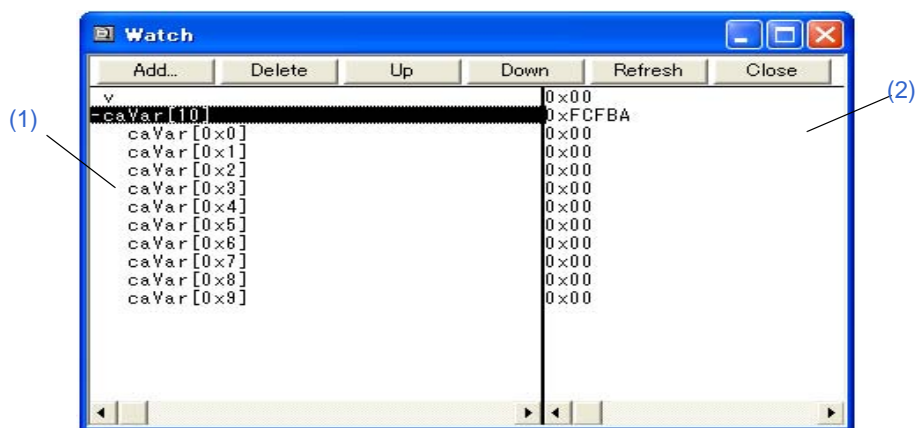 Watch
Add... Delete Up Down Refresh Close
v 0x00
-caVar[10] 0xFCFBA
caVar[0x0] 0x00
caVar[0x1] 0x00
caVar[0x2] 0x00
caVar[0x3] 0x00
caVar[0x4] 0x00
caVar[0x5] 0x00
caVar[0x6] 0x00
caVar[0x7] 0x00
caVar[0x8] 0x00
caVar[0x9] 0x00
(1)
(2)